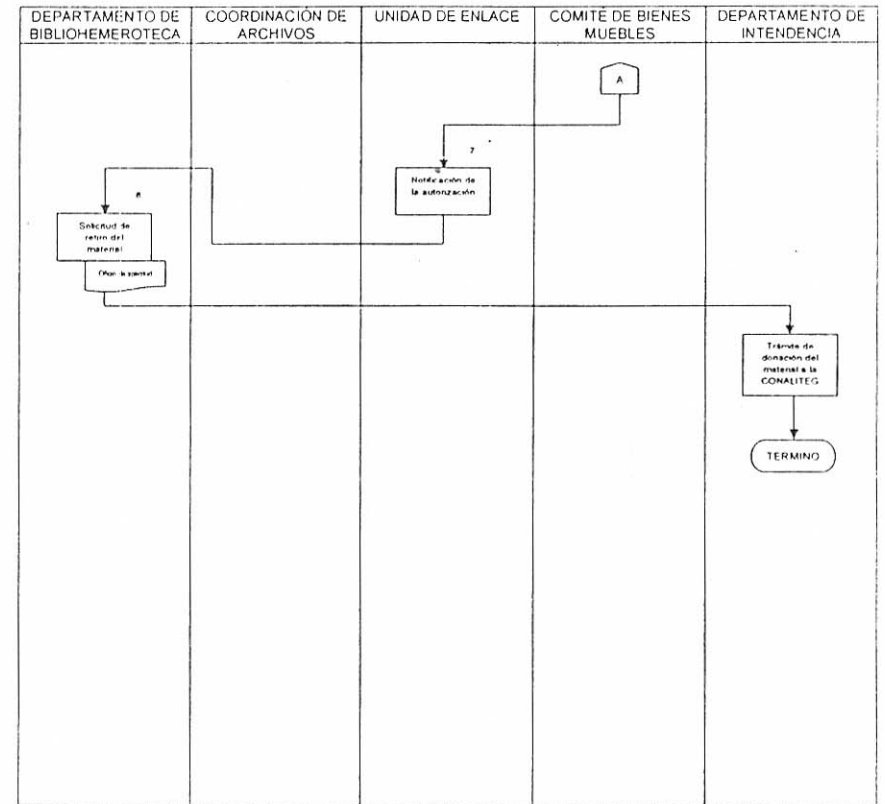 DEPARTAMENTO DE
BIBLIOHEMEROTECA
COORDINACIÓN DE
ARCHIVOS
UNIDAD DE ENLACE
COMITÉ DE BIENES
MUEBLES
DEPARTAMENTO DE
INTENDENCIA
A
7
Notificación de
la autorización
8
Solicitud de
retiro del
material
Trámite de
donación del
material a la
CONALITEG
TERMINO